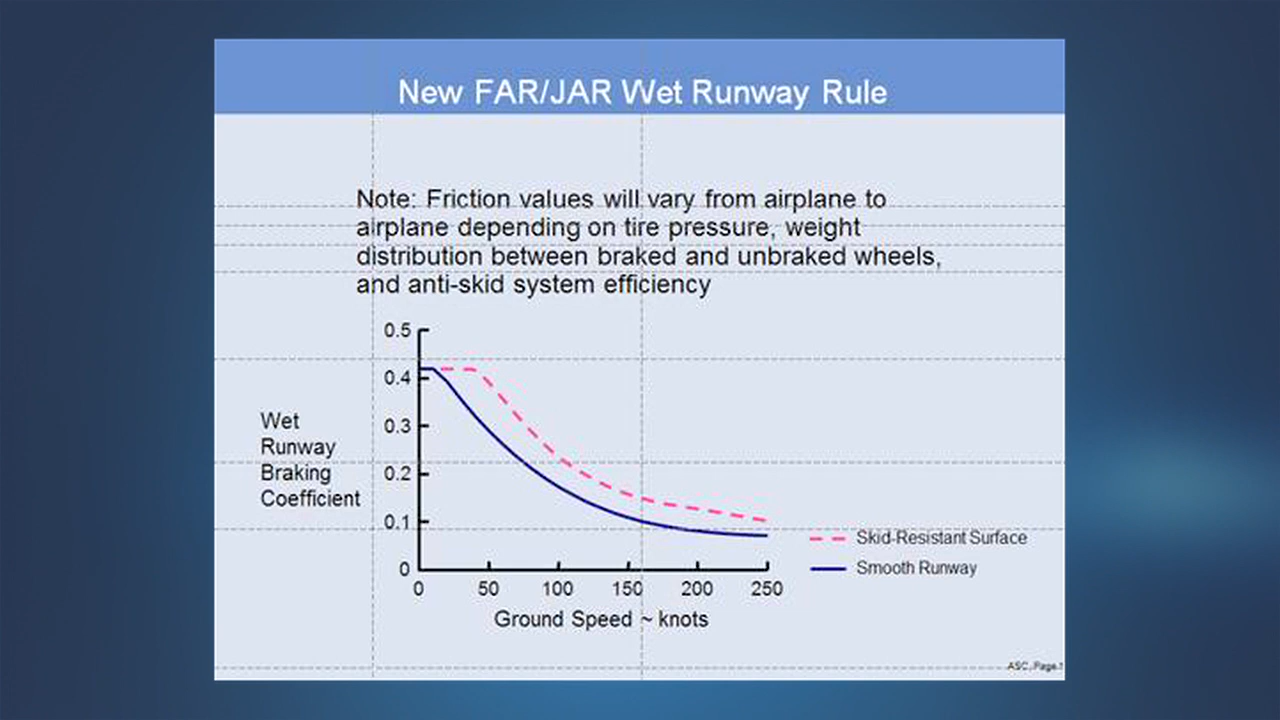 New FAR/JAR Wet Runway Rule
Note: Friction values will vary from airplane to
airplane depending on tire pressure, weight
distribution between braked and unbraked wheels,
and anti-skid system efficiency
0.5
0.4
0.3
0.2
0.1
0
Wet
Runway
Braking
Coefficient
0 50 100 150 200 250
Ground Speed ~ knots
Skid-Resistant Surface
Smooth Runway
ASC, Page 1